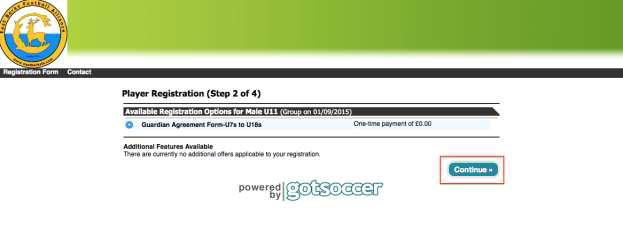 Registration Form Contact
Player Registration (Step 2 of 4)
Available Registration Options for Male U11 (Group on 01/09/2015)
Guardian Agreement Form-U7s to U18s One-time payment of £0.00
Additional Features Available
There are currently no additional offers applicable to your registration.
Continue »
powered by gotsoccer